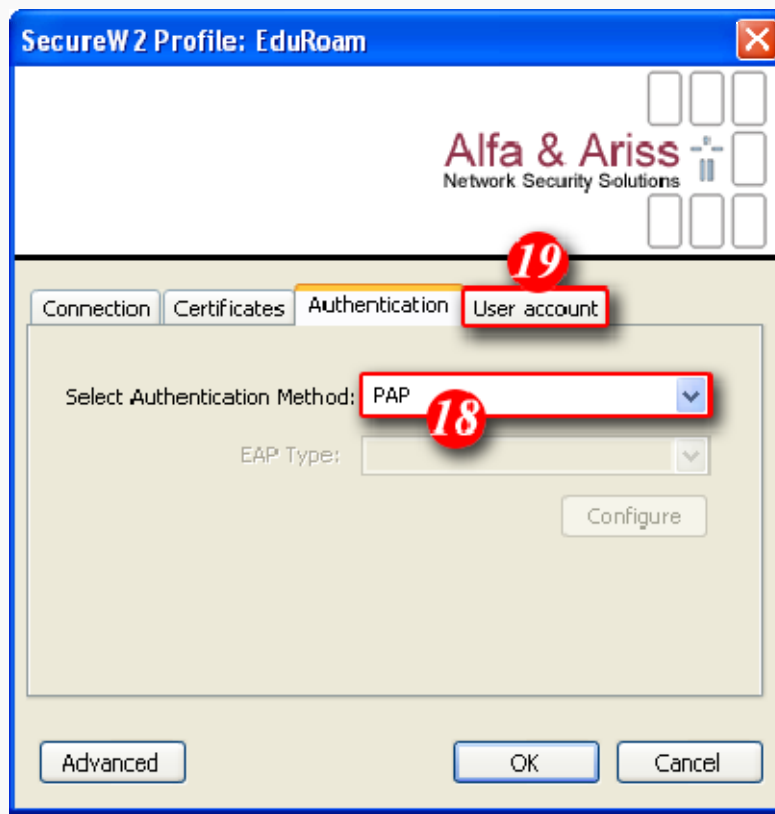 SecureW2 Profile: EduRoam
Alfa & Ariss
Network Security Solutions
19
Connection Certificates Authentication User account
Select Authentication Method: PAP
18
EAP Type:
Configure
Advanced OK Cancel